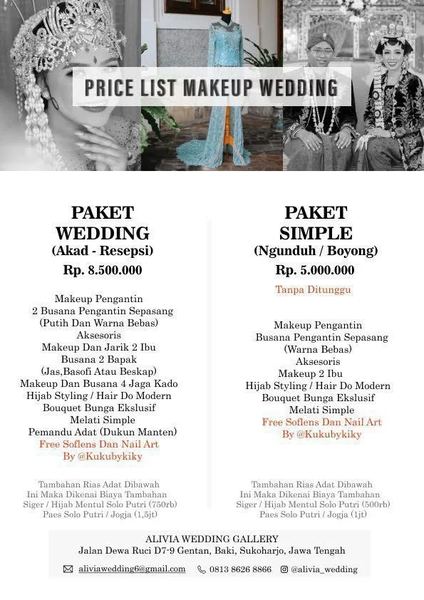 PRICE LIST MAKEUP WEDDING
PAKET
WEDDING
(Akad - Resepsi)
Rp. 8.500.000
Makeup Pengantin
2 Busana Pengantin Sepasang
(Putih Dan Warna Bebas)
Aksesoris
Makeup Dan Jarik 2 Ibu
Busana 2 Bapak
(Jas,Basofi Atau Beskap)
Makeup Dan Busana 4 Jaga Kado
Hijab Styling / Hair Do Modern
Bouquet Bunga Ekslusif
Melati Simple
Pemandu Adat (Dukun Manten)
Free Soflens Dan Nail Art
By @Kukubykiky
Tambahan Rias Adat Dibawah
Ini Maka Dikenai Biaya Tambahan
Siger / Hijab Mentul Solo Putri (750rb)
Paes Solo Putri / Jogja (1,5jt)
PAKET
SIMPLE
(Ngunduh / Boyong)
Rp. 5.000.000
Tanpa Ditunggu
Makeup Pengantin
Busana Pengantin Sepasang
(Warna Bebas)
Aksesoris
Makeup 2 Ibu
Hijab Styling / Hair Do Modern
Bouquet Bunga Ekslusif
Melati Simple
Free Soflens Dan Nail Art
By @Kukubykiky
Tambahan Rias Adat Dibawah
Ini Maka Dikenai Biaya Tambahan
Siger / Hijab Mentul Solo Putri (500rb)
Paes Solo Putri / Jogja (1jt)
ALIVIA WEDDING GALLERY
Jalan Dewa Ruci D7-9 Gentan, Baki, Sukoharjo, Jawa Tengah
aliviawedding6@gmail.com 0813 8626 8866 @alivia_wedding